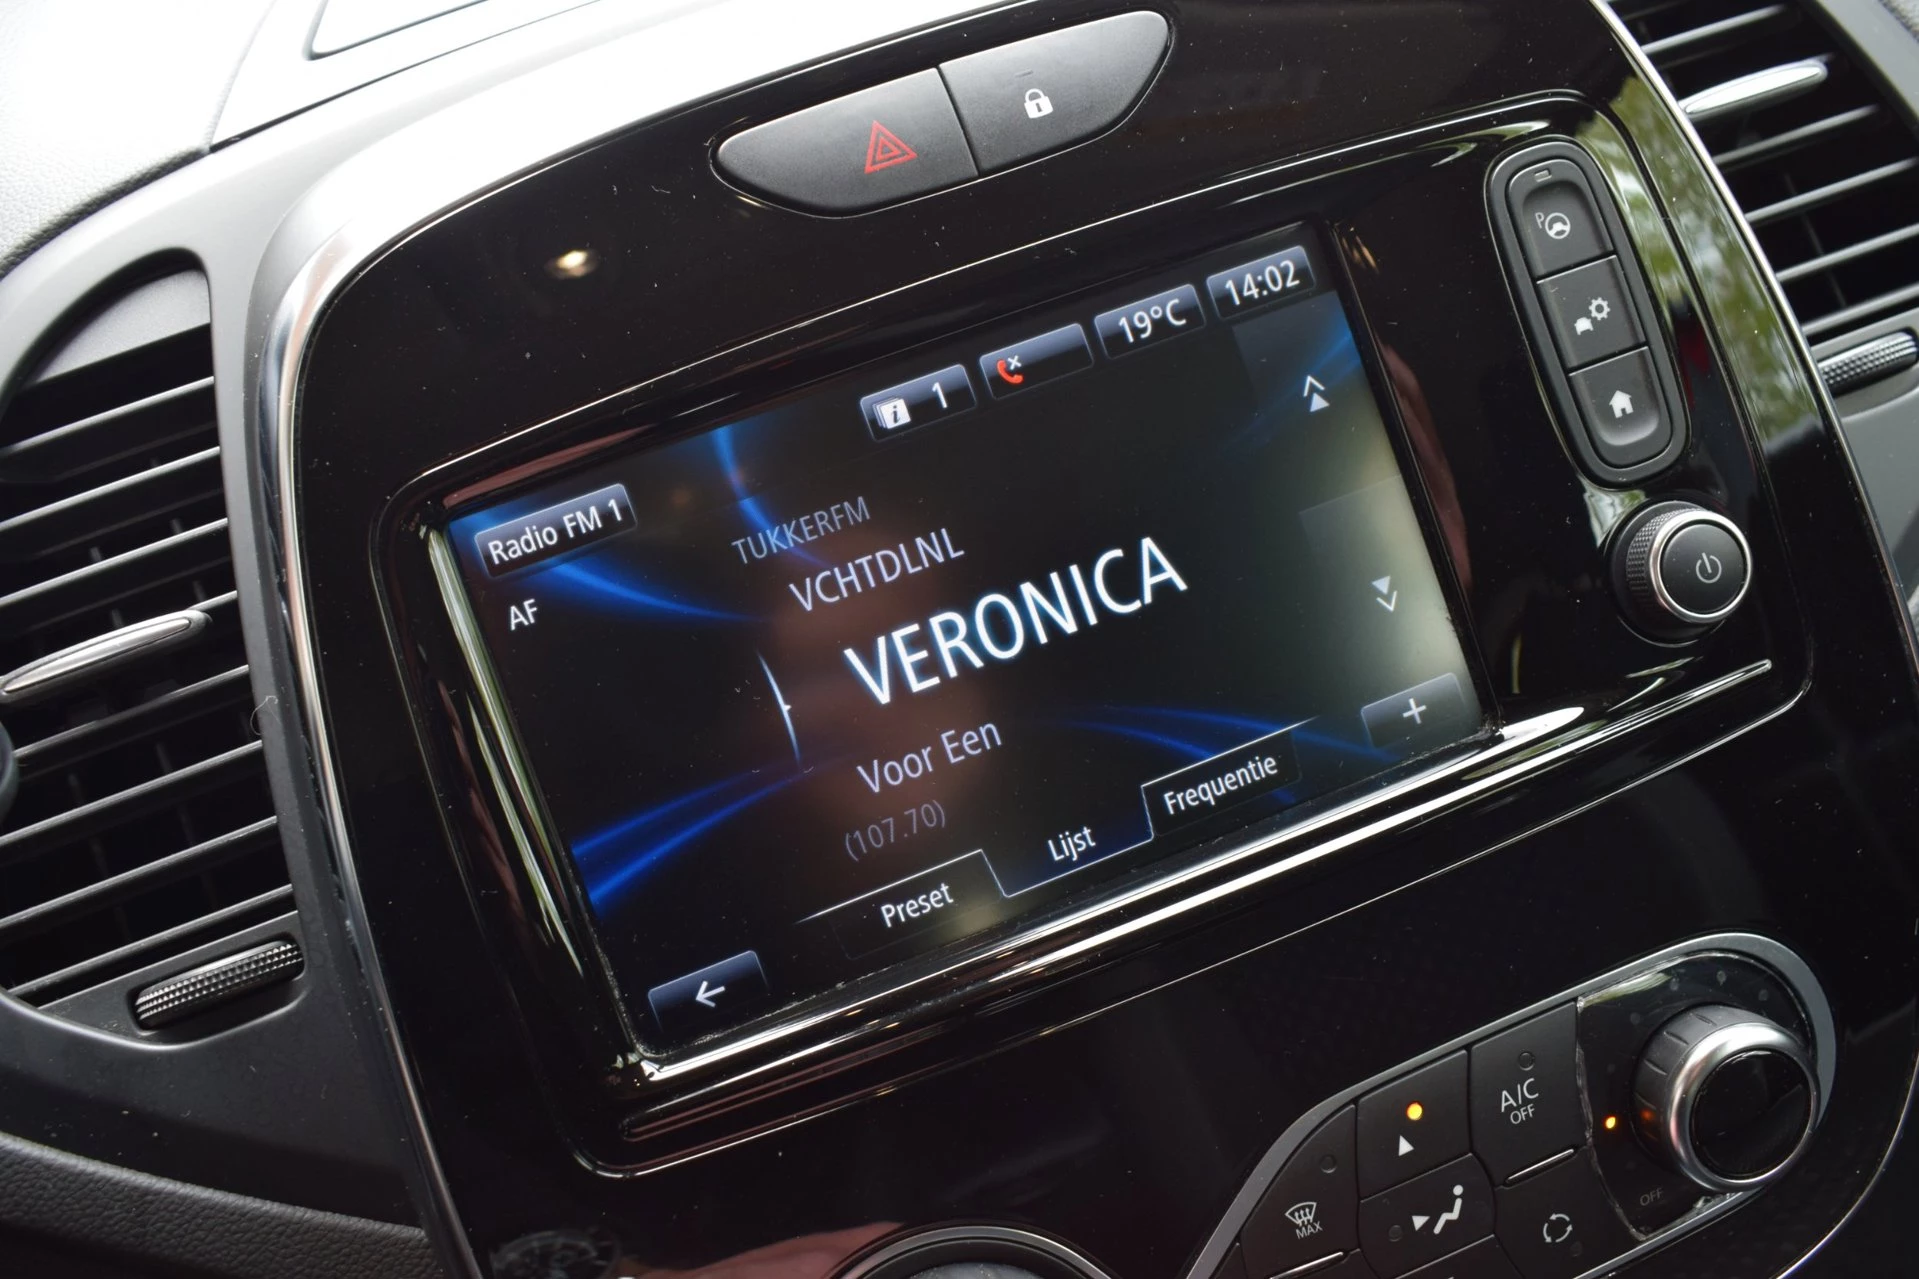 1
19°C
14:02
Radio FM 1
AF
TUKKERFM
VCHTDLNL
VERONICA
Voor Een
(107.70)
+
Preset
Lijst
Frequentie
P
A/C
OFF
MAX
OFF